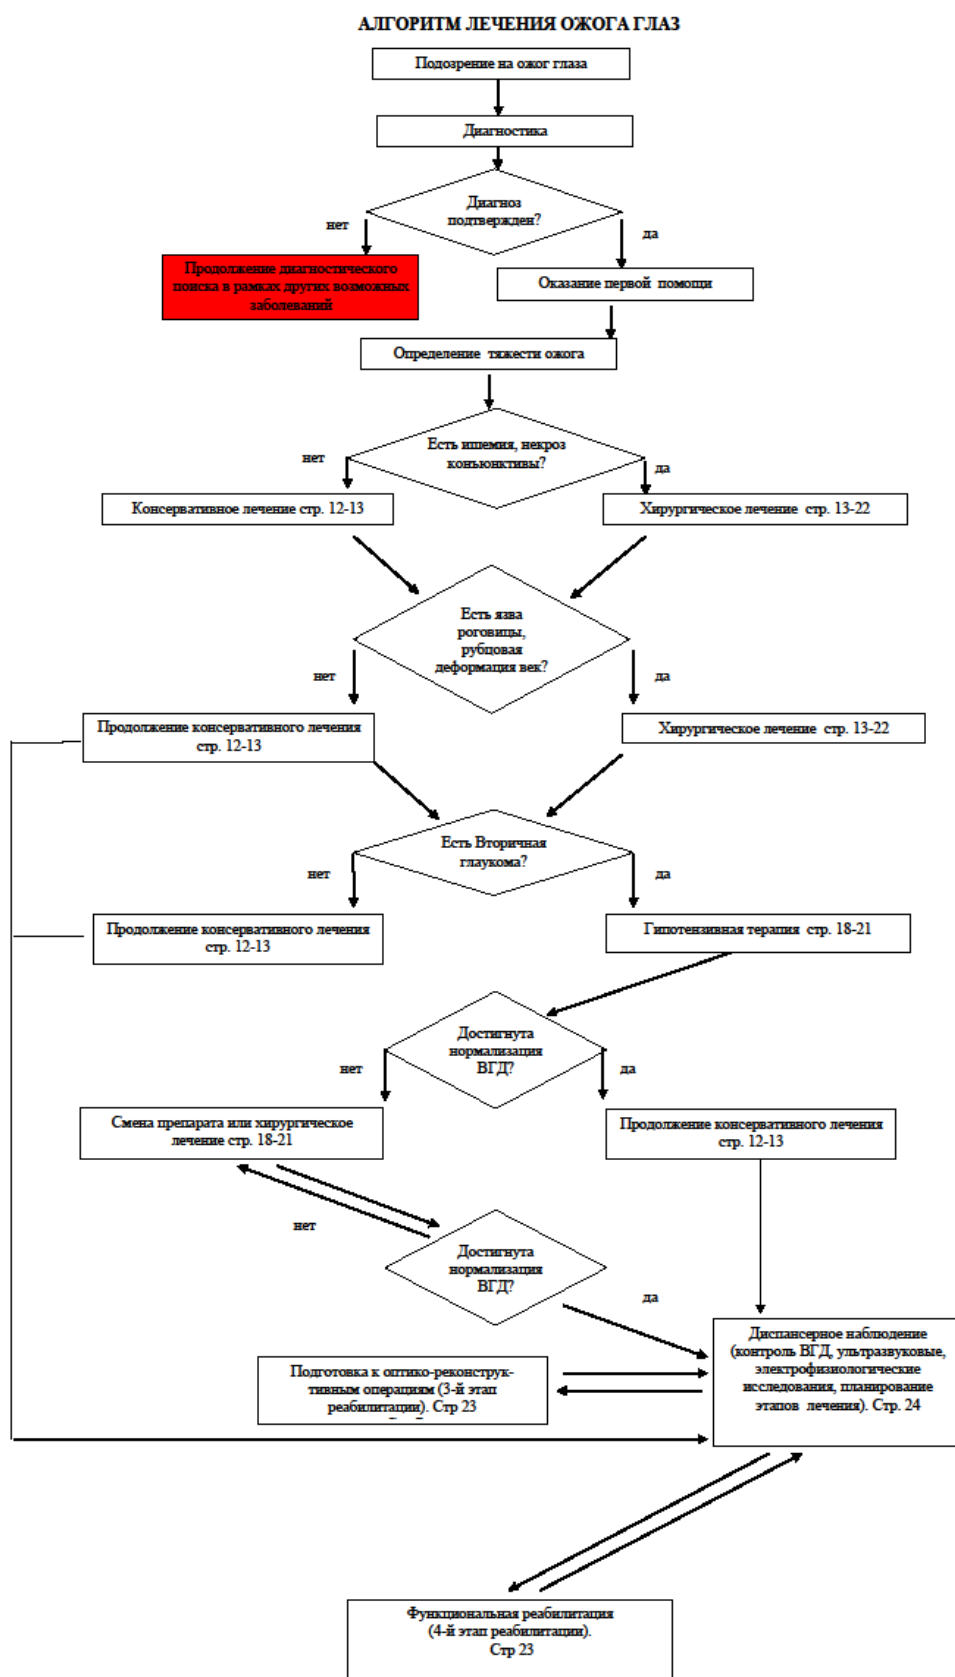 АЛГОРИТМ ЛЕЧЕНИЯ ОЖОГА ГЛАЗ
Подозрение на ожог глаза
Диагностика
Диагноз
подтвержден?
нет
да
Продолжение диагностического
поиска в рамках других возможных
заболеваний
Оказание первой помощи
Определение тяжести ожога
Есть ишемия, некроз
конъюнктивы?
нет
да
Консервативное лечение стр. 12-13
Хирургическое лечение стр. 13-22
Есть язва
роговицы,
рубцовая
деформация век?
нет
да
Продолжение консервативного лечения
стр. 12-13
Хирургическое лечение стр. 13-22
Есть Вторичная
глаукома?
нет
да
Продолжение консервативного лечения
стр. 12-13
Гипотензивная терапия стр. 18-21
Достигнута
нормализация
ВГД?
нет
да
Смена препарата или хирургическое
лечение стр. 18-21
Продолжение консервативного лечения
стр. 12-13
нет
Достигнута
нормализация
ВГД?
да
Диспансерное наблюдение
(контроль ВГД, ультразвуковые,
электрофизиологические
исследования, планирование
этапов лечения). Стр. 24
Подготовка к оптико-реконструк-
тивным операциям (3-й этап
реабилитации). Стр 23
Функциональная реабилитация
(4-й этап реабилитации).
Стр 23